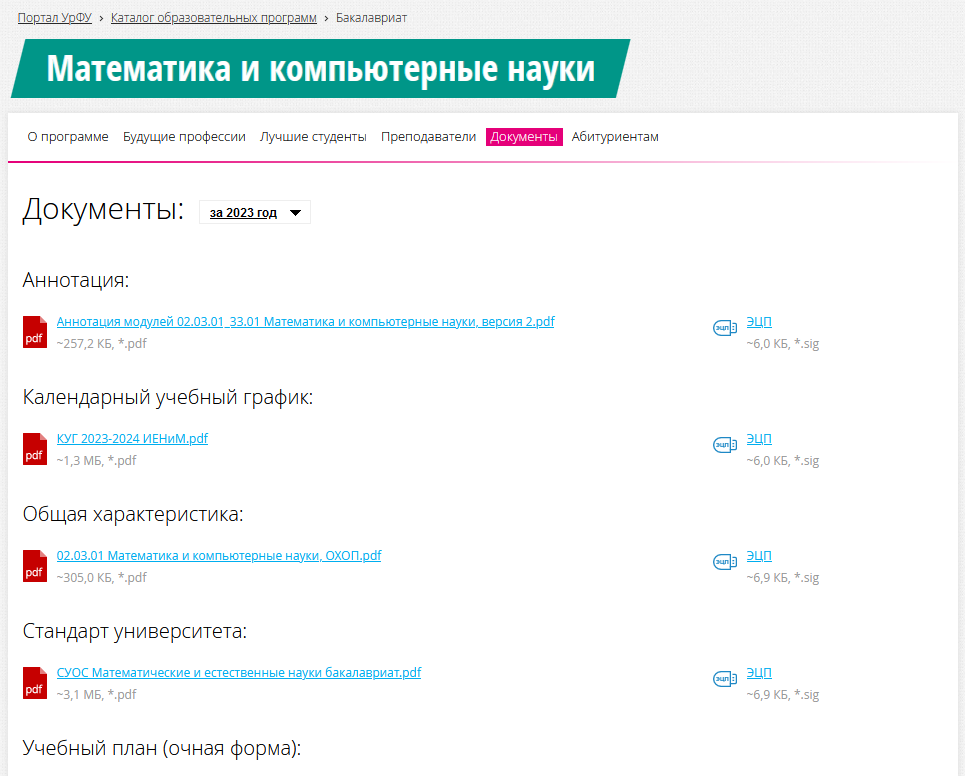 Портал УрФУ › Каталог образовательных программ › Бакалавриат
Математика и компьютерные науки
О программе Будущие профессии Лучшие студенты Преподаватели Документы Абитуриентам
Документы: за 2023 год
Аннотация:
pdf Аннотация модулей 02.03.01_33.01 Математика и компьютерные науки, версия 2.pdf ЭЦП ЭЦП
~257,2 КБ, *.pdf ~6,0 КБ, *.sig
Календарный учебный график:
pdf КУГ 2023-2024 ИЕНиМ.pdf ЭЦП ЭЦП
~1,3 МБ, *.pdf ~6,0 КБ, *.sig
Общая характеристика:
pdf 02.03.01 Математика и компьютерные науки, ОХОП.pdf ЭЦП ЭЦП
~305,0 КБ, *.pdf ~6,9 КБ, *.sig
Стандарт университета:
pdf СУОС Математические и естественные науки бакалавриат.pdf ЭЦП ЭЦП
~3,1 МБ, *.pdf ~6,9 КБ, *.sig
Учебный план (очная форма):